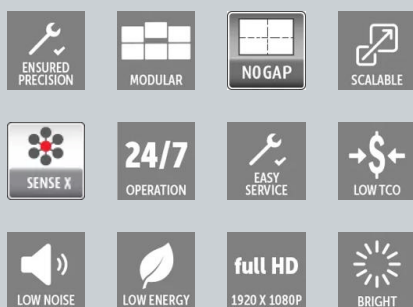 ENSURED
PRECISION
MODULAR
NO GAP
SCALABLE
SENSE X
24/7
OPERATION
EASY
SERVICE
LOW TCO
LOW NOISE
LOW ENERGY
full HD
1920 X 1080P
BRIGHT